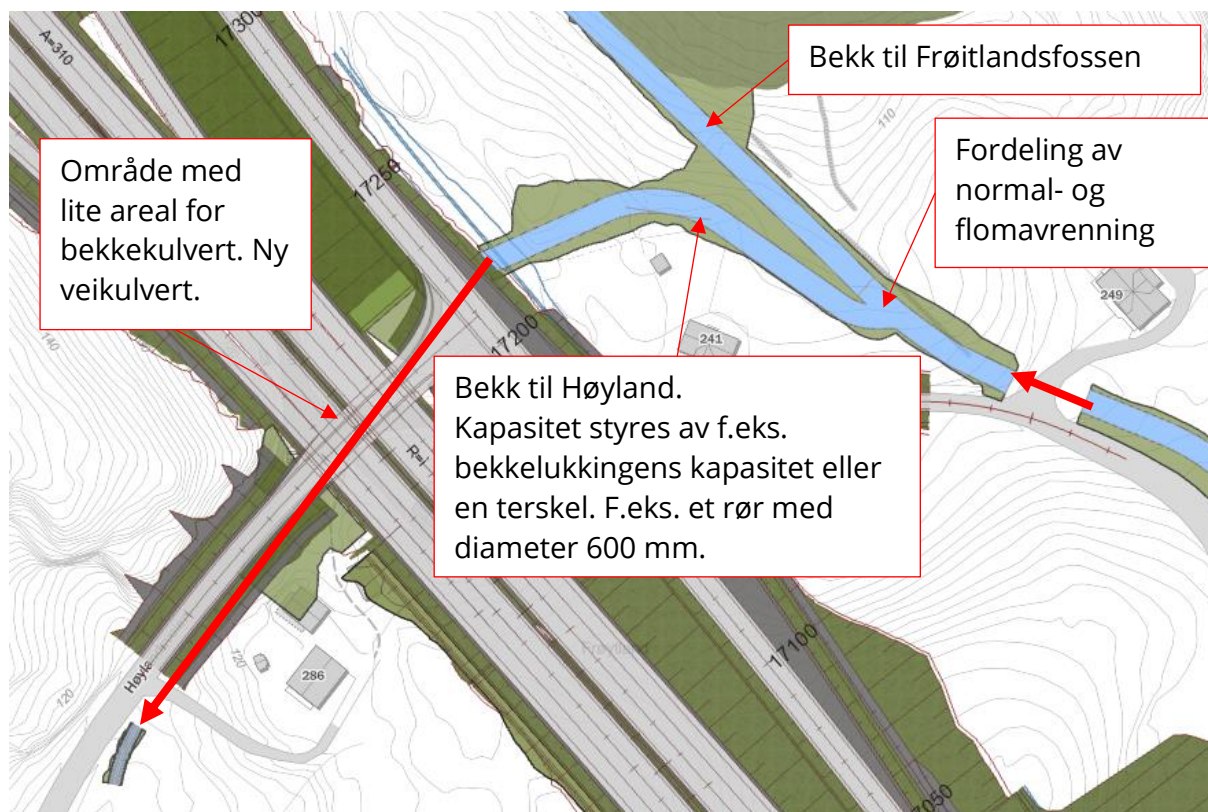 Bekk til Frøitlandsfossen
Fordeling av
normal- og
flomavrenning
Område med
lite areal for
bekkekulvert. Ny
veikulvert.
Bekk til Høyland.
Kapasitet styres av f.eks.
bekkelukkingens kapasitet eller
en terskel. F.eks. et rør med
diameter 600 mm.
A=310
17300
17250
17200
17100
17050
110
249
241
140
120
286
120
Høyla
Frøytland